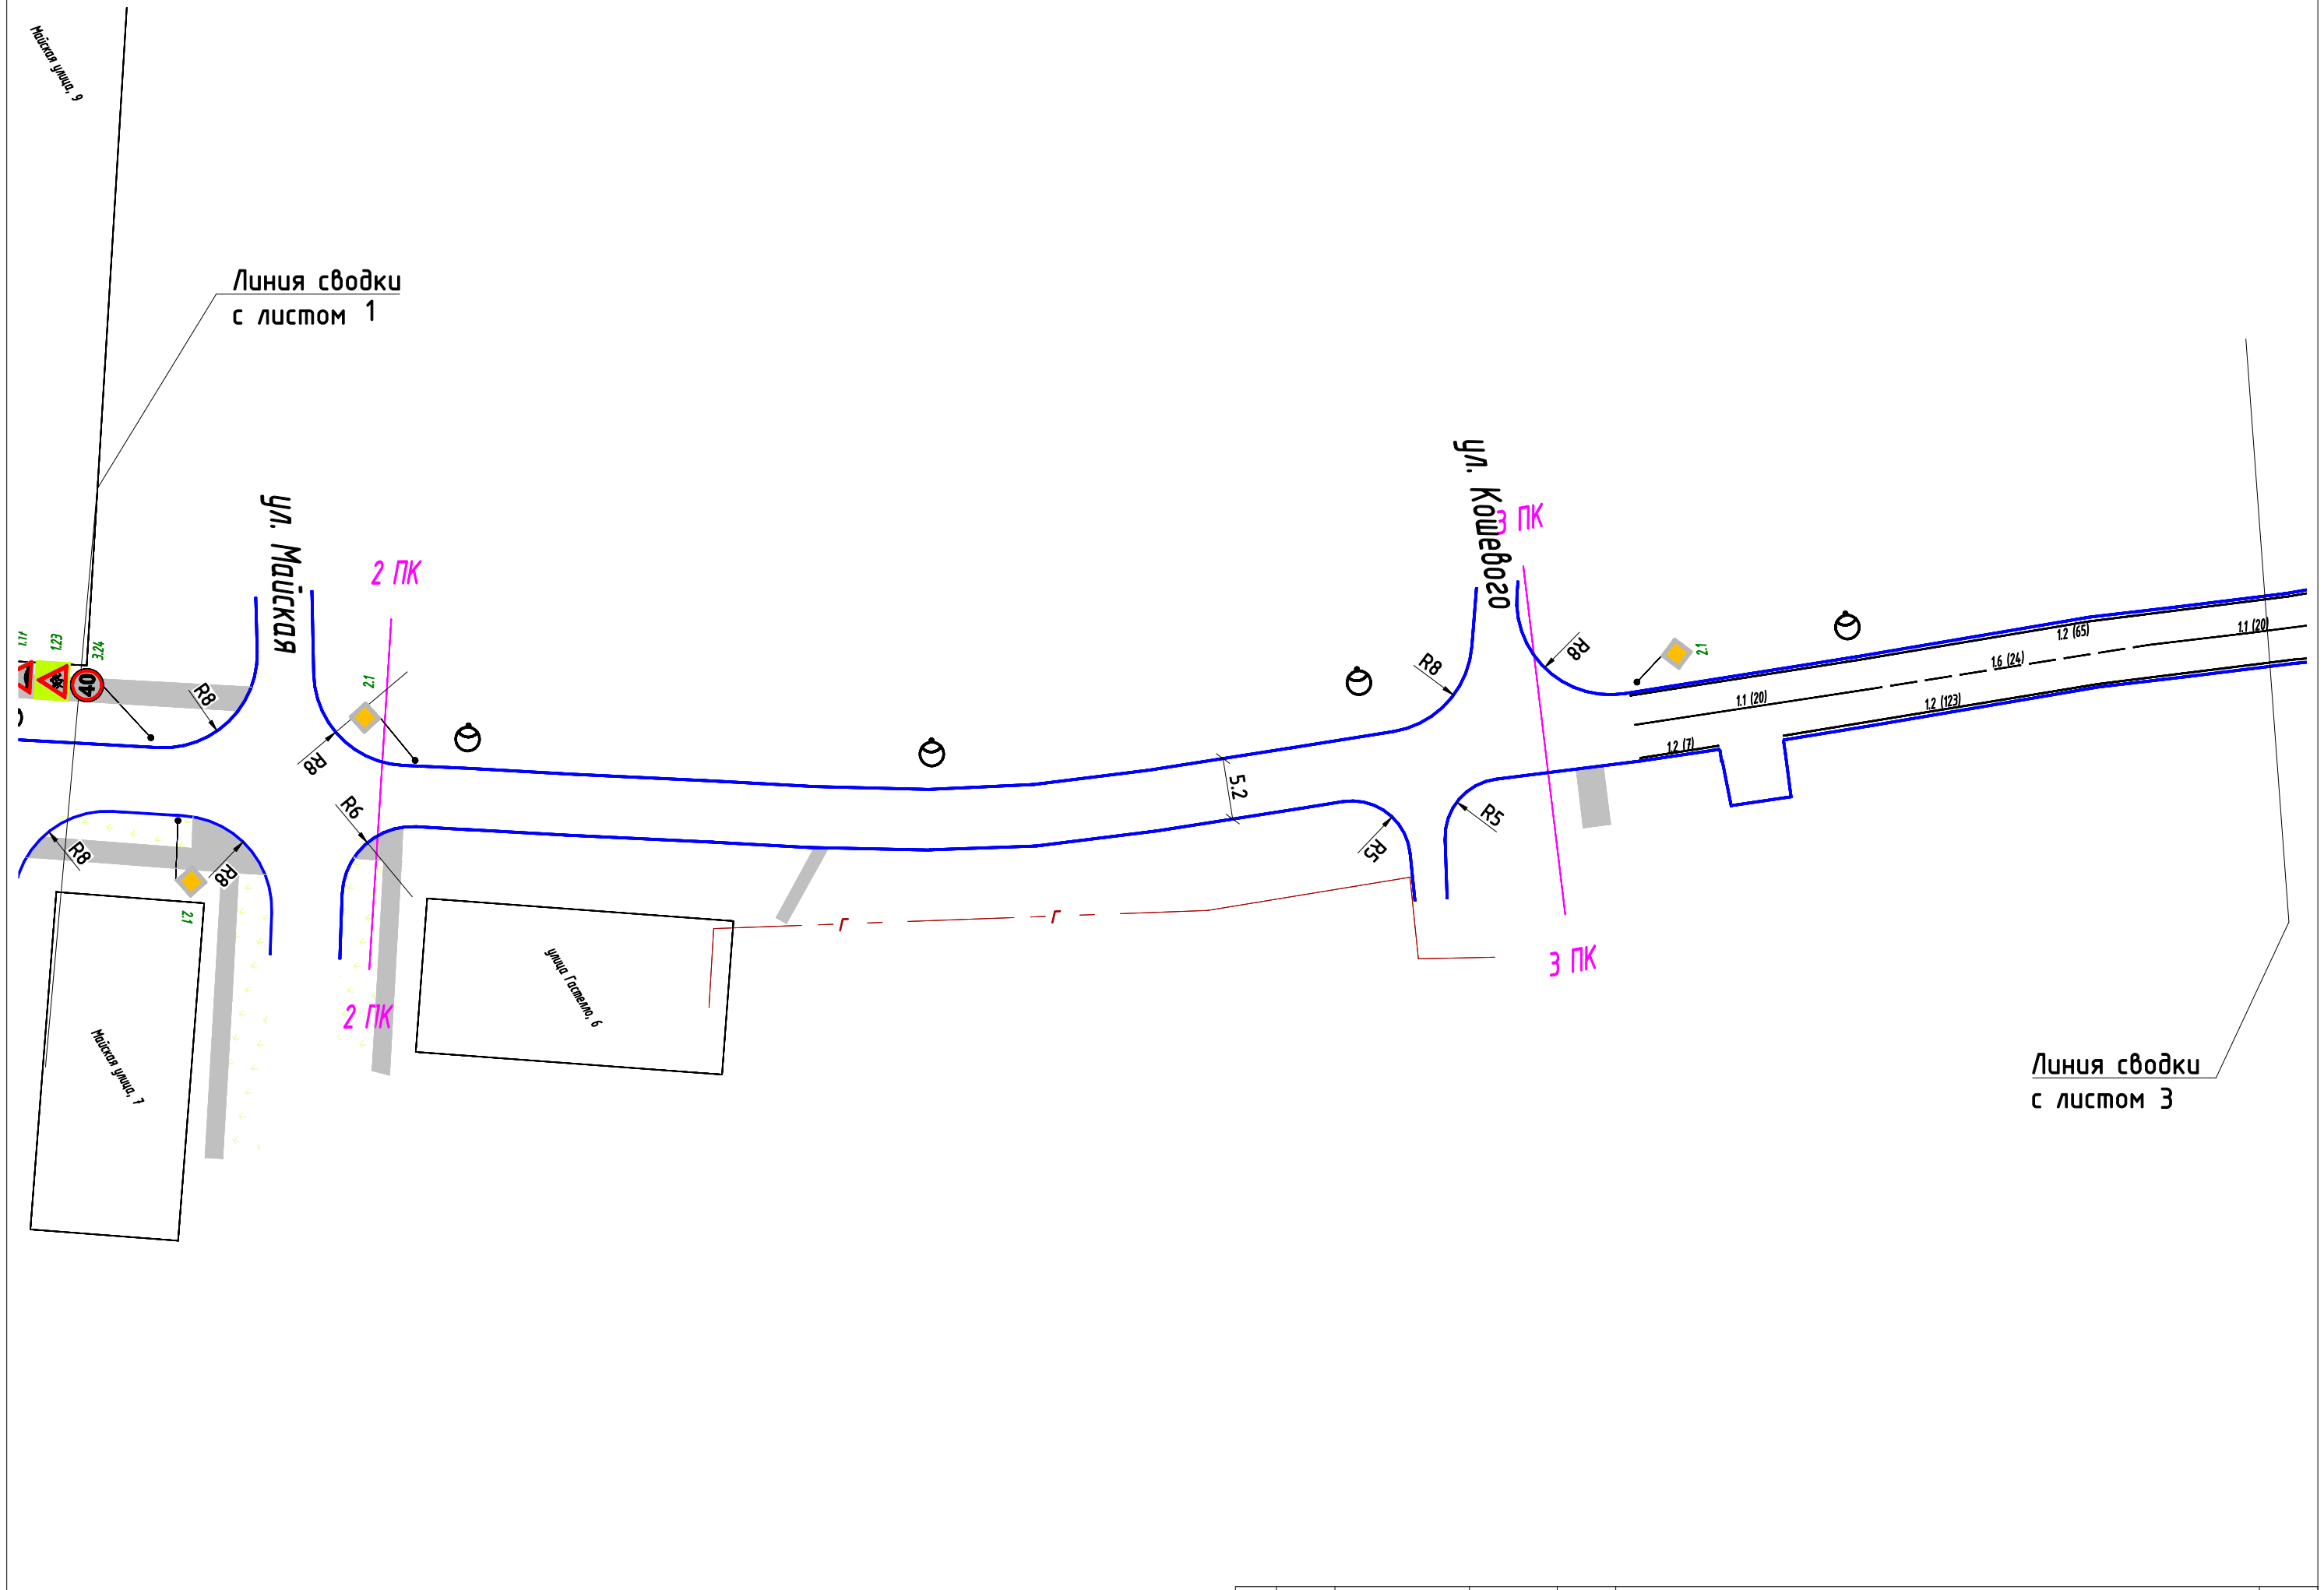 Майская улица, 9
Линия сводки
с листом 1
ул. Майская
2 ПК
ул. Кошевого
3 ПК
1.23
3.24
40
2.1
R8
R8
R6
R8
R8
2.1
R8
R8
2.1
5.2
R5
R5
1.2 (65)
1.1 (20)
1.6 (24)
1.1 (20)
1.2 (123)
1.2 (7)
Г
Г
улица Гастелло, 6
2 ПК
3 ПК
Майская улица, 7
Линия сводки
с листом 3